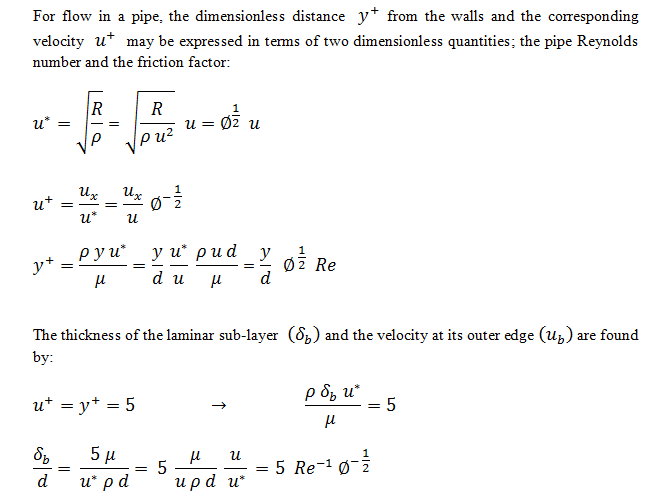 For flow in a pipe, the dimensionless distance y⁺ from the walls and the corresponding
velocity u⁺ may be expressed in terms of two dimensionless quantities; the pipe Reynolds
number and the friction factor:
u* = √(R/ρ) = √(R/(ρ u²)) u = Ø^(1/2) u
u⁺ = uₓ/u* = uₓ/u Ø^(−1/2)
y⁺ = (ρ y u*)/μ = (y/d) (u*/u) (ρ u d)/μ = (y/d) Ø^(1/2) Re
The thickness of the laminar sub-layer (δ_b) and the velocity at its outer edge (u_b) are found
by:
u⁺ = y⁺ = 5 → (ρ δ_b u*)/μ = 5
δ_b/d = (5 μ)/(u* ρ d) = 5 (μ/(u ρ d)) (u/u*) = 5 Re⁻¹ Ø^(−1/2)